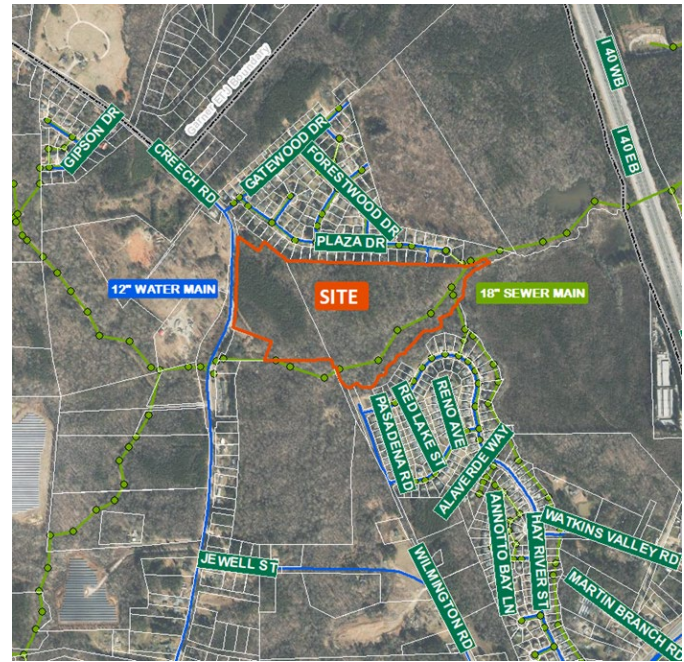 I 40 WB
I 40 EB
Garner Etd Boundary
GIPSON DR
CREECH RD
GATEWOOD DR
FORESTWOOD DR
PLAZA DR
12" WATER MAIN
SITE
18" SEWER MAIN
PASADENA RD
RED LAKE ST
RENO AVE
ALAVERDE WAY
ANNOTTO BAY LN
HAY RIVER ST
WATKINS VALLEY RD
MARTIN BRANCH RD
JEWELL ST
WILMINGTON RD